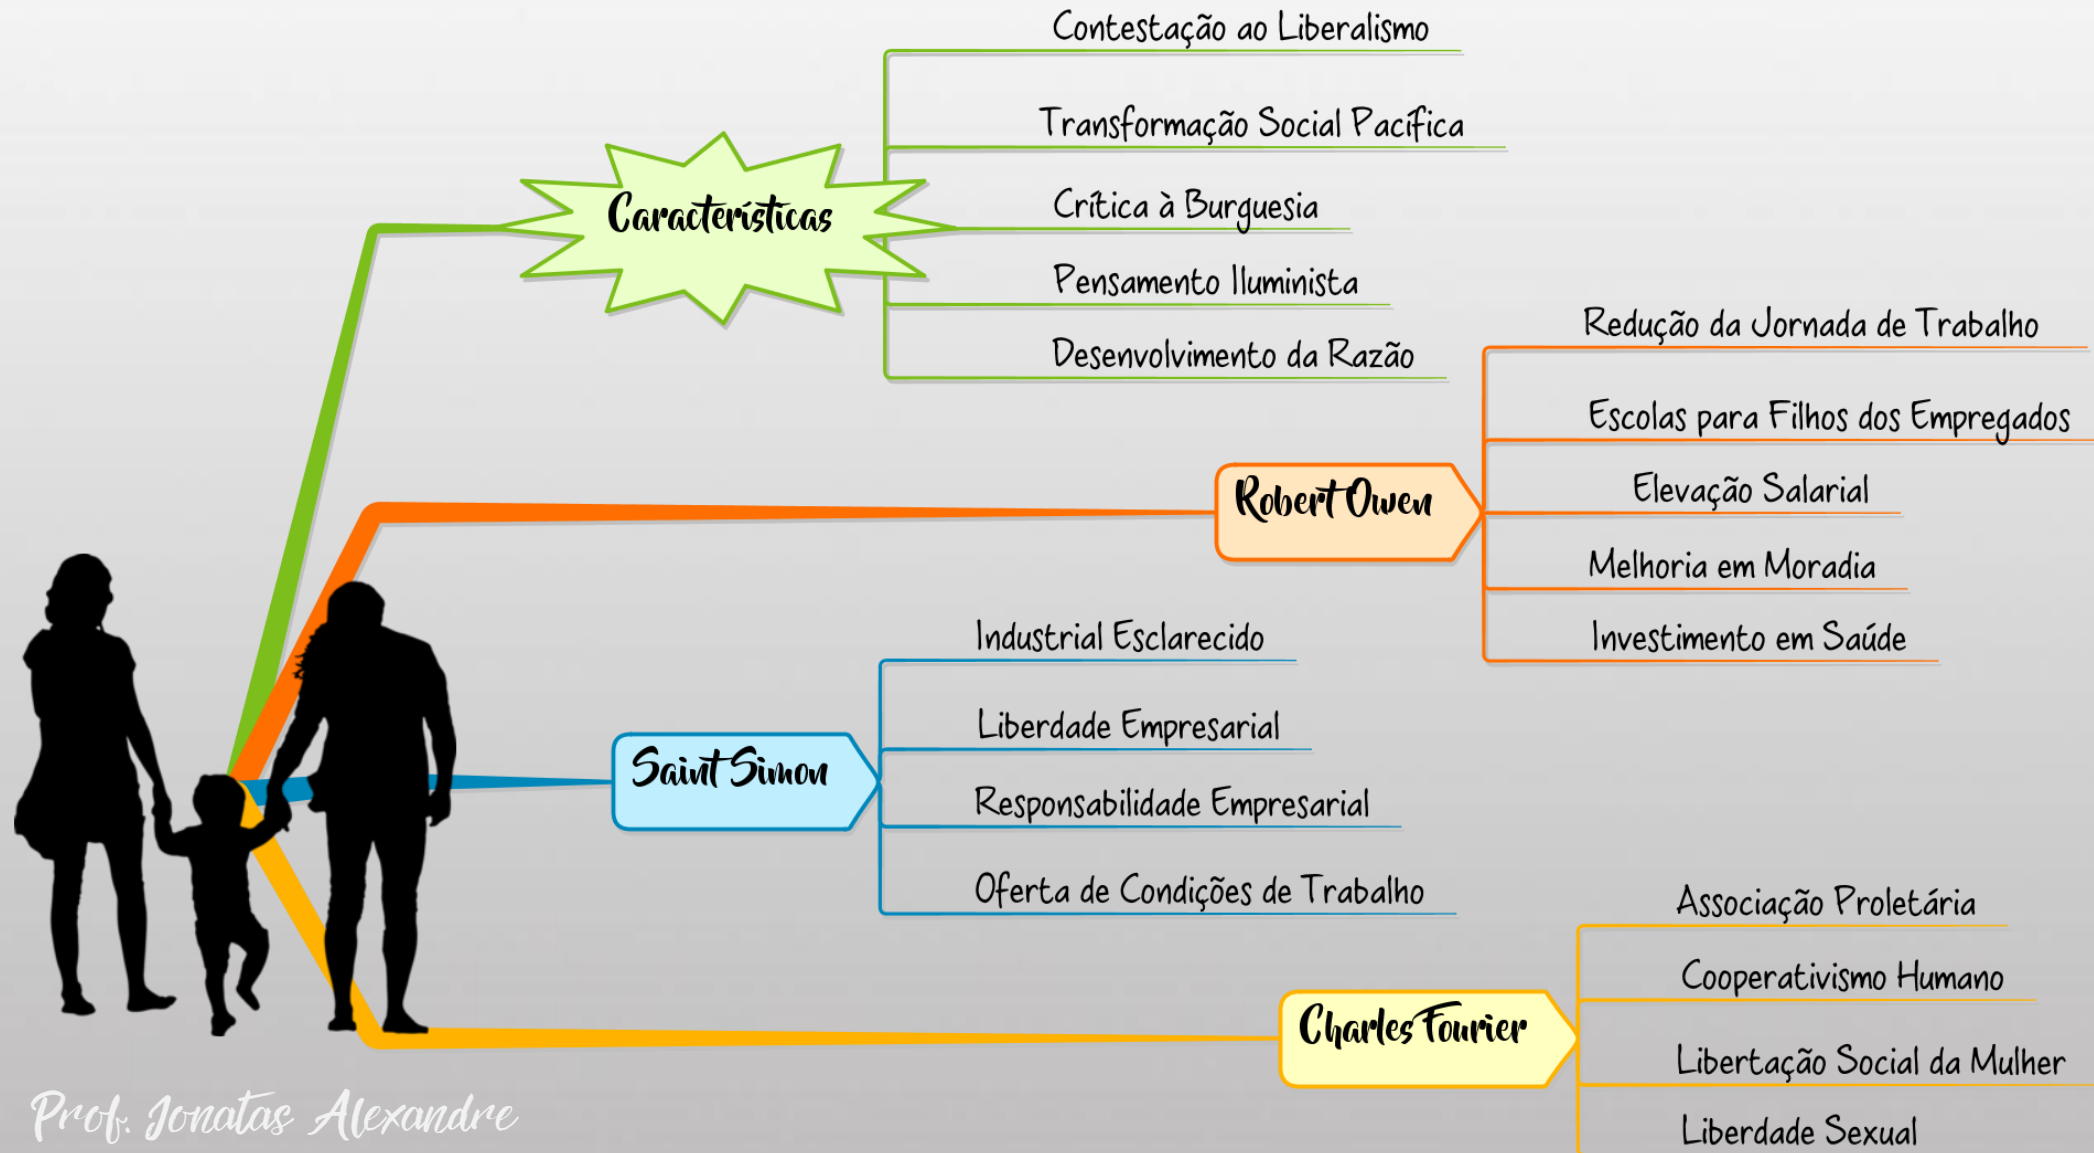 Características
Contestação ao Liberalismo
Transformação Social Pacífica
Crítica à Burguesia
Pensamento Iluminista
Desenvolvimento da Razão
Robert Owen
Redução da Jornada de Trabalho
Escolas para Filhos dos Empregados
Elevação Salarial
Melhoria em Moradia
Investimento em Saúde
Saint Simon
Industrial Esclarecido
Liberdade Empresarial
Responsabilidade Empresarial
Oferta de Condições de Trabalho
Charles Fourier
Associação Proletária
Cooperativismo Humano
Libertação Social da Mulher
Liberdade Sexual
Prof. Jonatas Alexandre